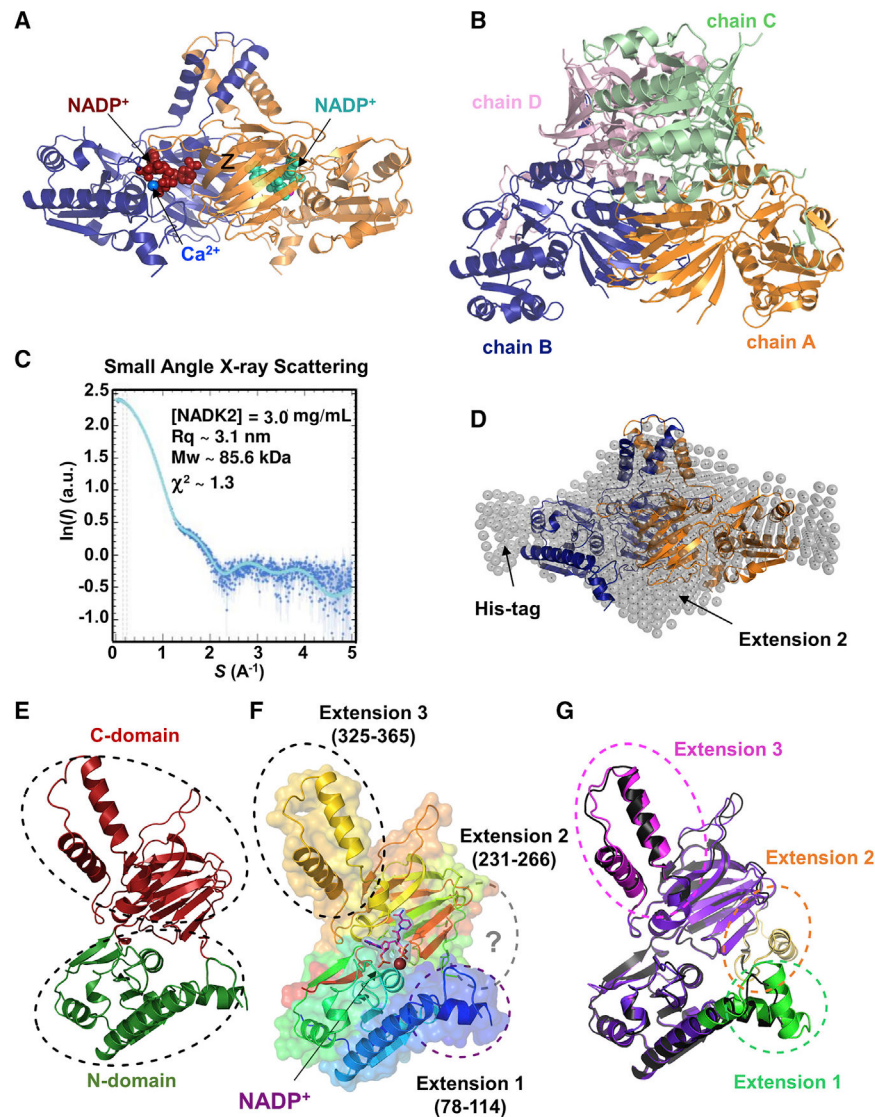 A
NADP⁺
NADP⁺
Z
Ca²⁺
B
chain C
chain D
chain B
chain A
C
Small Angle X-ray Scattering
[NADK2] = 3.0 mg/mL
Rq ~ 3.1 nm
Mw ~ 85.6 kDa
χ² ~ 1.3
ln(I) (a.u.)
2.5
2.0
1.5
1.0
0.5
0.0
-0.5
-1.0
0 1 2 3 4 5
S (A⁻¹)
D
His-tag
Extension 2
E
C-domain
N-domain
F
Extension 3
(325-365)
Extension 2
(231-266)
?
NADP⁺
Extension 1
(78-114)
G
Extension 3
Extension 2
Extension 1